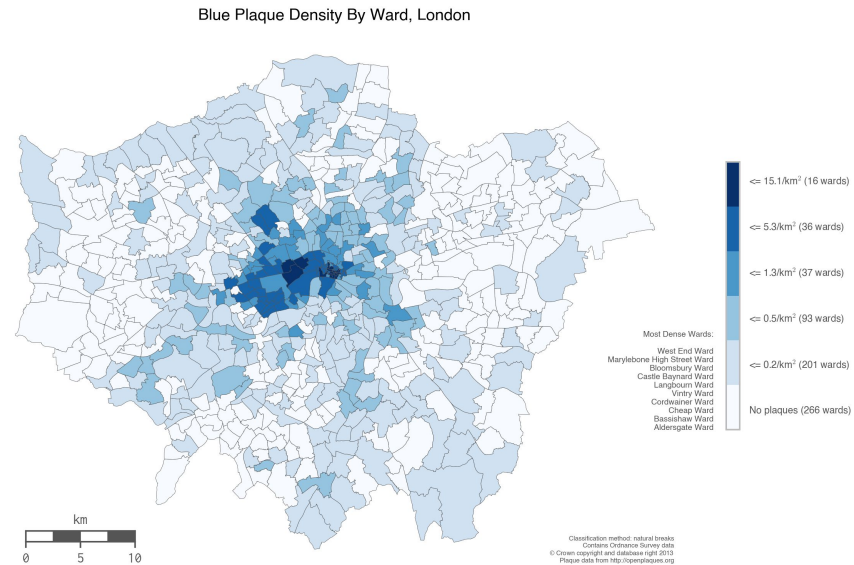 Blue Plaque Density By Ward, London
<= 15.1/km² (16 wards)
<= 5.3/km² (36 wards)
<= 1.3/km² (37 wards)
<= 0.5/km² (93 wards)
<= 0.2/km² (201 wards)
No plaques (266 wards)
Most Dense Wards:
West End Ward
Marylebone High Street Ward
Bloomsbury Ward
Castle Baynard Ward
Langbourn Ward
Vintry Ward
Cordwainer Ward
Cheap Ward
Bassishaw Ward
Aldersgate Ward
km
0 5 10
Classification method: natural breaks
Contains Ordnance Survey data
© Crown copyright and database right 2013
Plaque data from http://openplaques.org